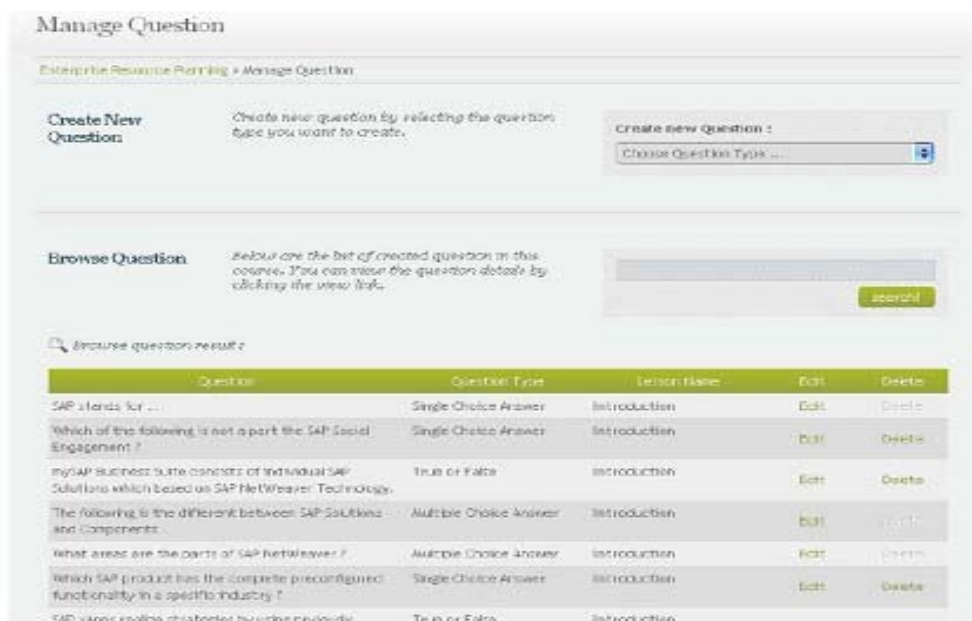 Manage Question
Enterprise Resource Planning » Manage Question
Create New
Question
Create new question by selecting the question
type you want to create.
Create new Question :
Choose Question Type ...
Browse Question
Below are the list of created question in this
course. You can view the question details by
clicking the view link.
search!
Browse question result :
Question Question Type Lesson Name Edit Delete
SAP stands for ... Single Choice Answer Introduction Edit Delete
Which of the following is not a part the SAP Social
Engagement ? Single Choice Answer Introduction Edit Delete
mySAP Business Suite consists of individual SAP
Solutions which based on SAP NetWeaver Technology. True or False Introduction Edit Delete
The following is the different between SAP Solutions
and Components Multiple Choice Answer Introduction Edit Delete
What areas are the parts of SAP NetWeaver ? Multiple Choice Answer Introduction Edit Delete
Which SAP product has the complete preconfigured
functionality in a specific industry ? Single Choice Answer Introduction Edit Delete
SAP strategies by using True or False Introduction